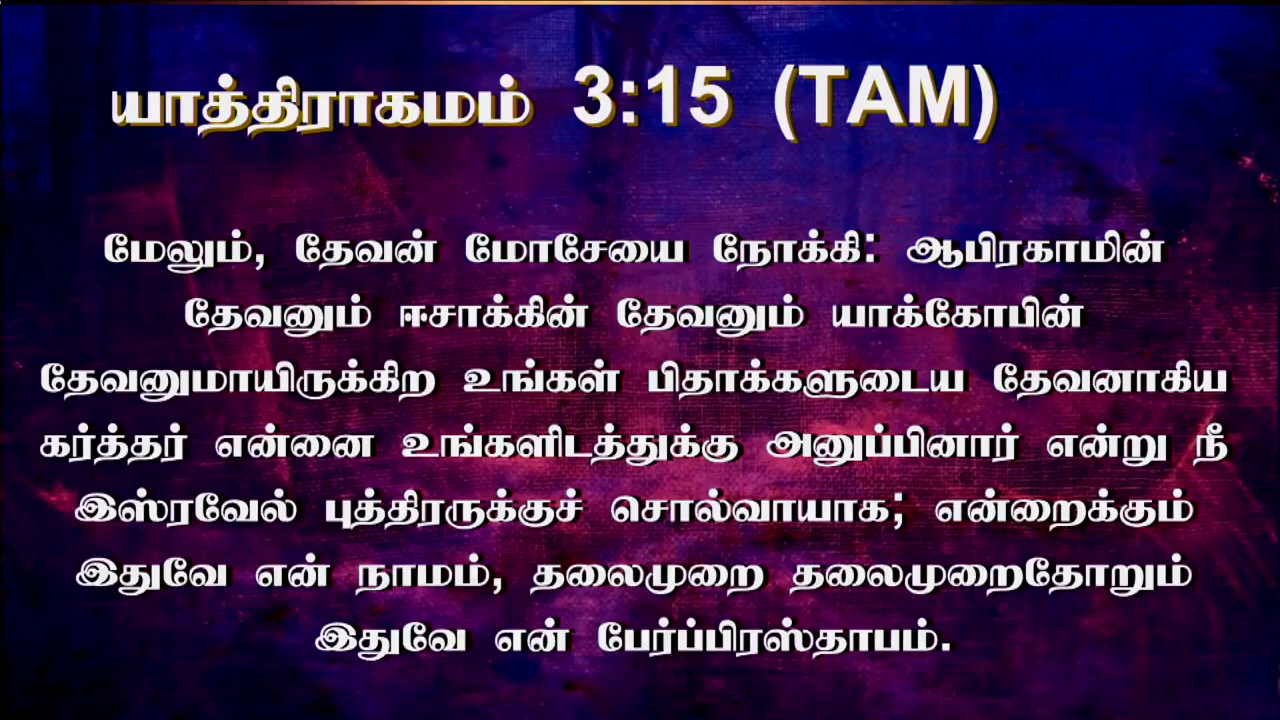 யாத்திராகமம் 3:15 (TAM)
மேலும், தேவன் மோசேயை நோக்கி: ஆபிரகாமின்
தேவனும் ஈசாக்கின் தேவனும் யாக்கோபின்
தேவனுமாயிருக்கிற உங்கள் பிதாக்களுடைய தேவனாகிய
கர்த்தர் என்னை உங்களிடத்துக்கு அனுப்பினார் என்று நீ
இஸ்ரவேல் புத்திரருக்குச் சொல்வாயாக; என்றைக்கும்
இதுவே என் நாமம், தலைமுறை தலைமுறைதோறும்
இதுவே என் பேர்ப்பிரஸ்தாபம்.